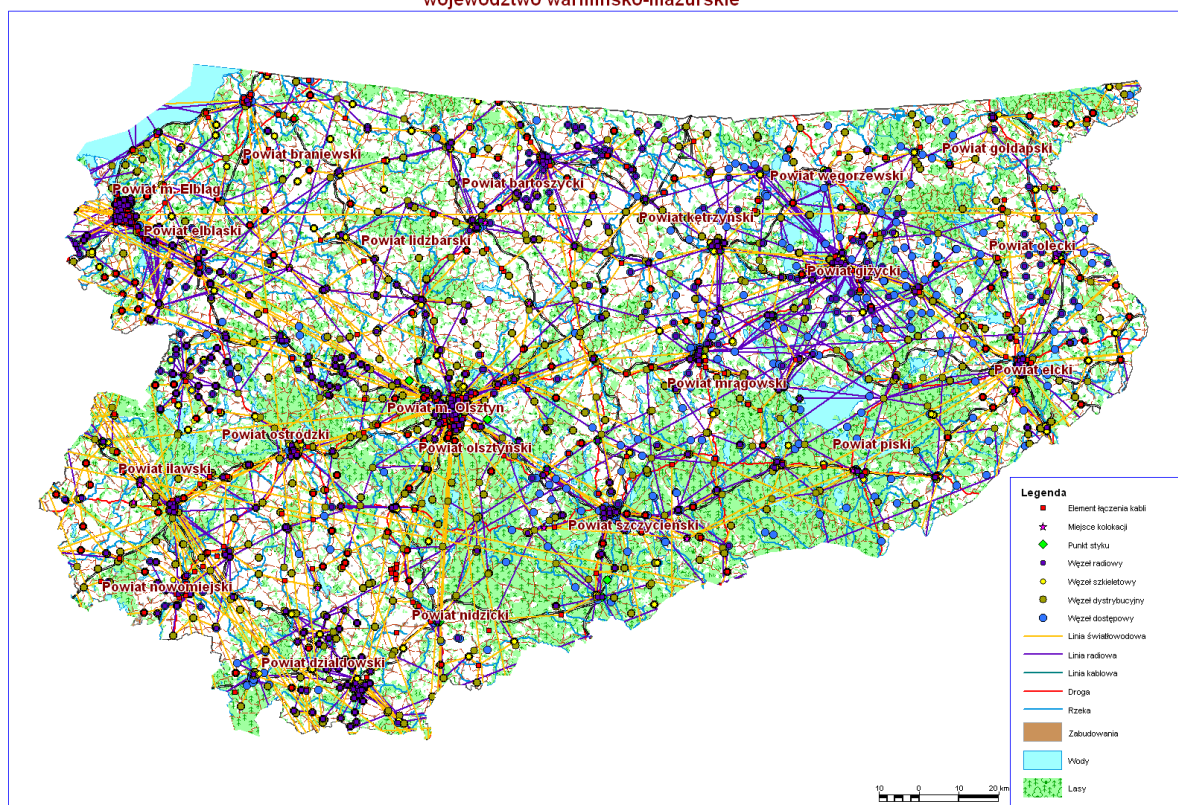 województwo warmińsko-mazurskie
Powiat braniewski
Powiat gołdapski
Powiat m. Elbląg
Powiat bartoszycki
Powiat węgorzewski
Powiat elbląski
Powiat lidzbarski
Powiat kętrzyński
Powiat olecki
Powiat giżycki
Powiat mrągowski
Powiat ełcki
Powiat m. Olsztyn
Powiat ostródzki
Powiat olsztyński
Powiat piski
Powiat iławski
Powiat szczycieński
Powiat nowomiejski
Powiat nidzicki
Powiat działdowski
Legenda
Element łączenia kabli
Miejsce kolokacji
Punkt styku
Węzeł radiowy
Węzeł szkieletowy
Węzeł dystrybucyjny
Węzeł dostępowy
Linia światłowodowa
Linia radiowa
Linia kablowa
Droga
Rzeka
Zabudowania
Wody
Lasy
10 0 10 20 km